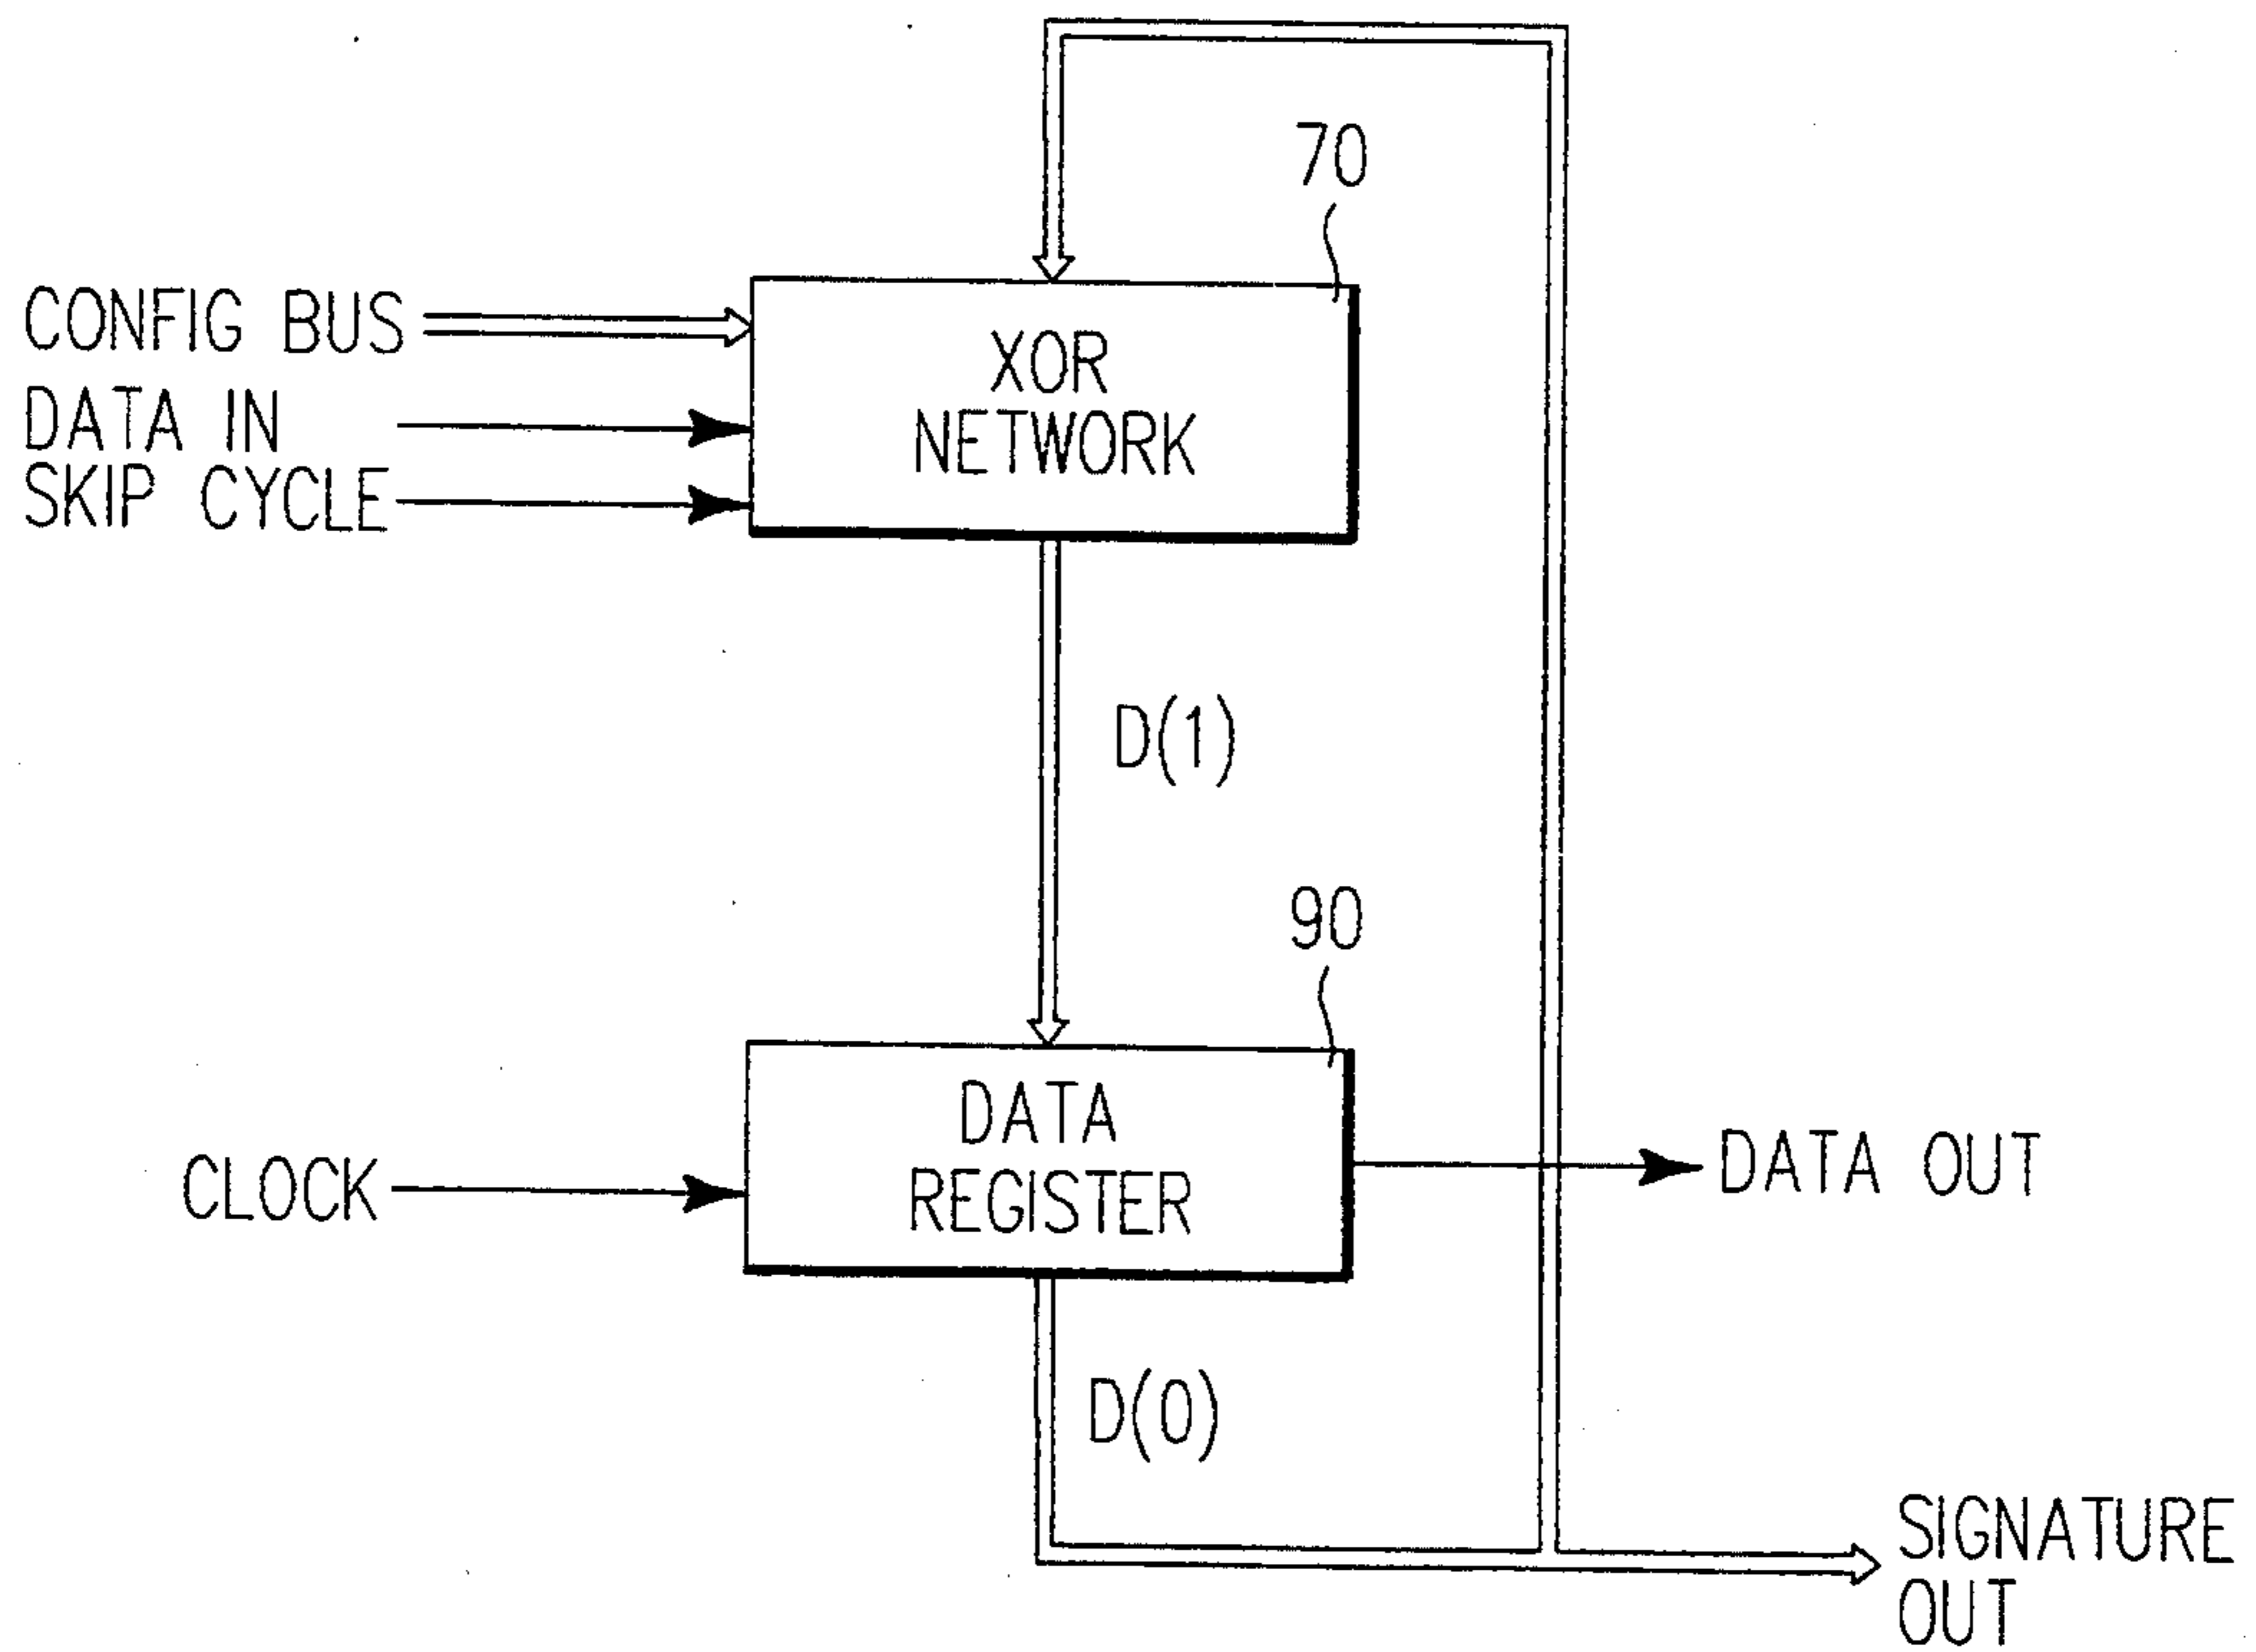 70
CONFIG BUS
DATA IN
SKIP CYCLE
XOR
NETWORK
D(1)
90
DATA
REGISTER
CLOCK
DATA OUT
D(0)
SIGNATURE
OUT